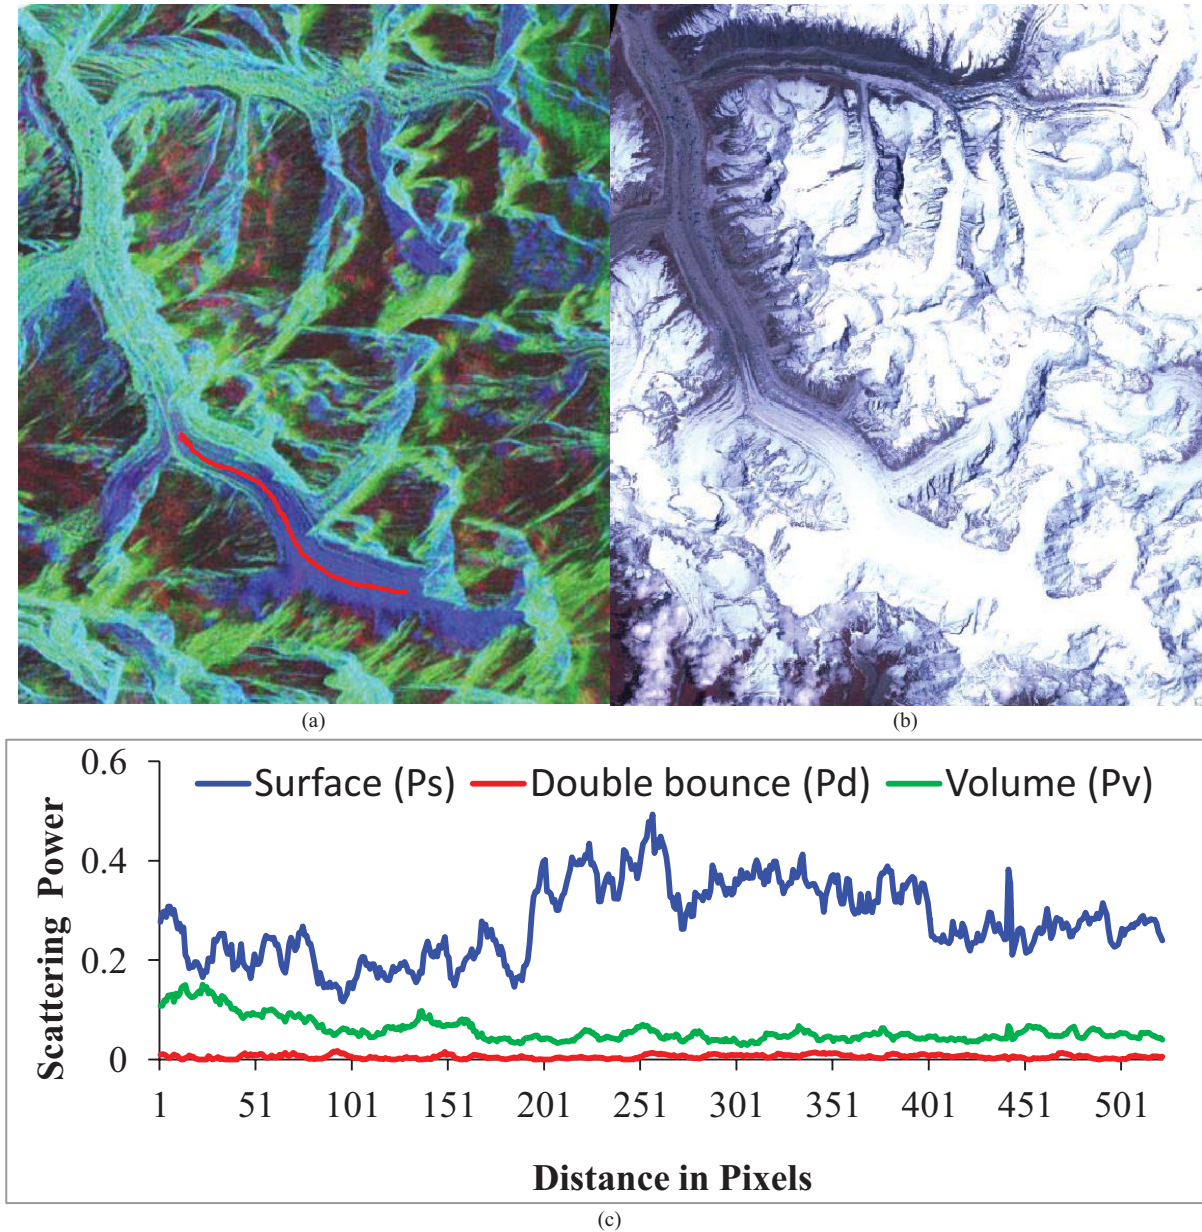 (a) (b)
Surface (Ps) Double bounce (Pd) Volume (Pv)
0.6
0.4
0.2
0
Scattering Power
1 51 101 151 201 251 301 351 401 451 501
Distance in Pixels
(c)